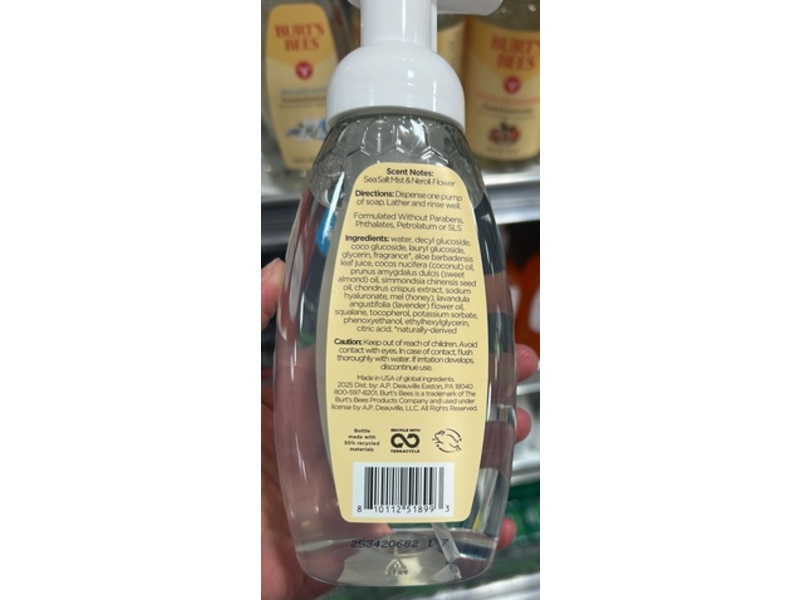 BURT'S
BEES
BURT'S
BEES
Scent Notes:
Sea Salt Mist & Neroli Flower
Directions: Dispense one pump
of soap. Lather and rinse well.
Formulated Without Parabens,
Phthalates, Petrolatum or SLS
Ingredients: water, decyl glucoside,
coco glucoside, lauryl glucoside,
glycerin, fragrance*, aloe barbadensis
leaf juice, cocos nucifera (coconut) oil,
prunus amygdalus dulcis (sweet
almond) oil, simmondsia chinensis seed
oil, chondrus crispus extract, sodium
hyaluronate, mel (honey), lavandula
angustifolia (lavender) flower oil,
squalane, tocopherol, potassium sorbate,
phenoxyethanol, ethylhexylglycerin,
citric acid. *naturally-derived
Caution: Keep out of reach of children. Avoid
contact with eyes. In case of contact, flush
thoroughly with water. If irritation develops,
discontinue use.
Made in USA of global ingredients.
2025 Dist. by: A.P. Deauville Easton, PA 18040
800-597-8201. Burt's Bees is a trademark of The
Burt's Bees Products Company and used under
license by A.P. Deauville, LLC. All Rights Reserved.
Bottle
made with
50% recycled
materials
RECYCLE WITH
TERRACYCLE
8 10112 51899 3
253420682 1 7